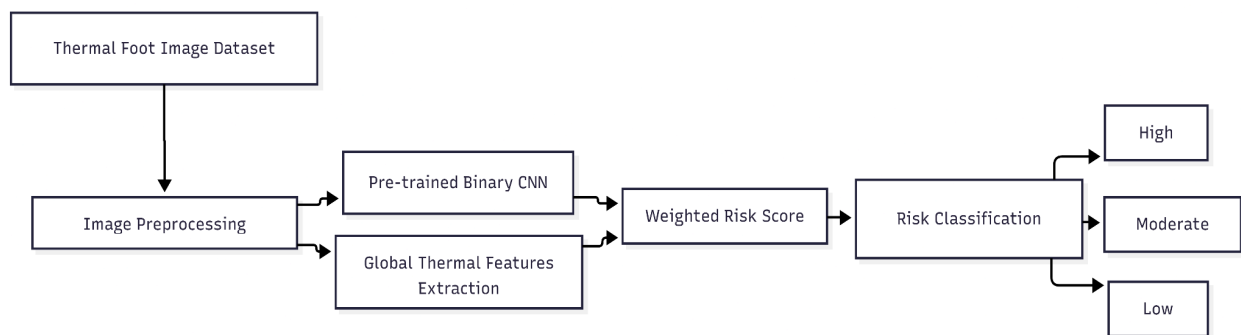 Thermal Foot Image Dataset
Image Preprocessing
Pre-trained Binary CNN
Global Thermal Features
Extraction
Weighted Risk Score
Risk Classification
High
Moderate
Low